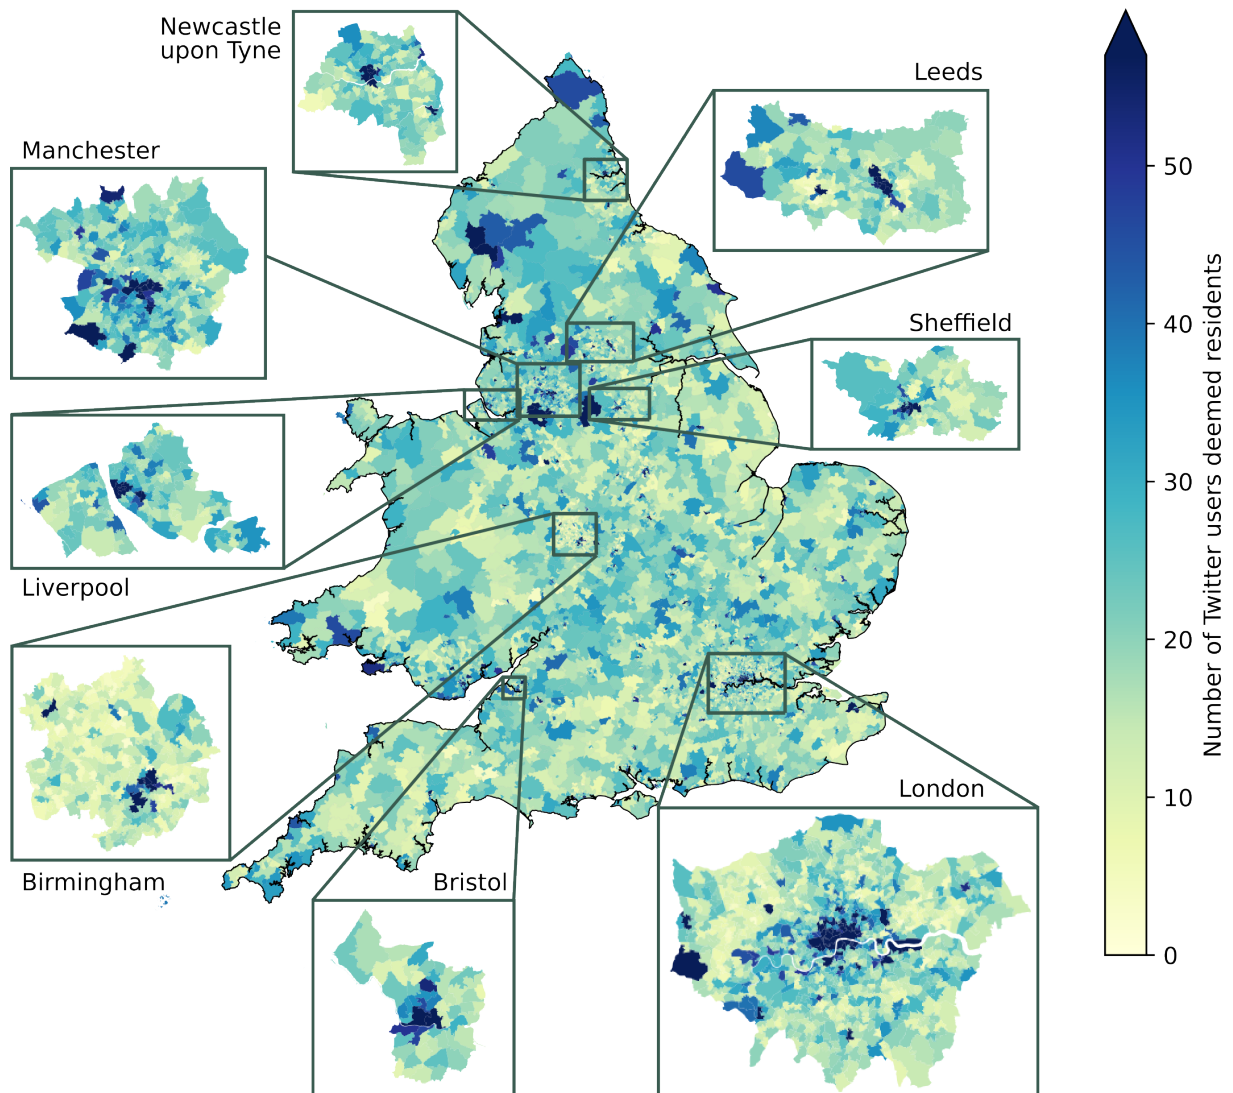 Newcastle
upon Tyne
Leeds
Manchester
Sheffield
Liverpool
Birmingham
Bristol
London
50
40
30
20
10
0
Number of Twitter users deemed residents